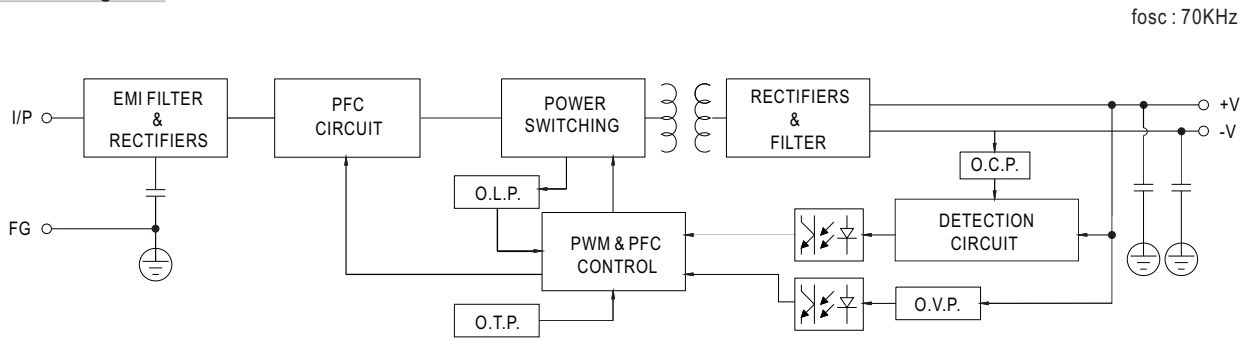 fosc : 70KHz
I/P
EMI FILTER
&
RECTIFIERS
PFC
CIRCUIT
POWER
SWITCHING
RECTIFIERS
&
FILTER
+V
-V
O.C.P.
O.L.P.
FG
PWM & PFC
CONTROL
DETECTION
CIRCUIT
O.V.P.
O.T.P.